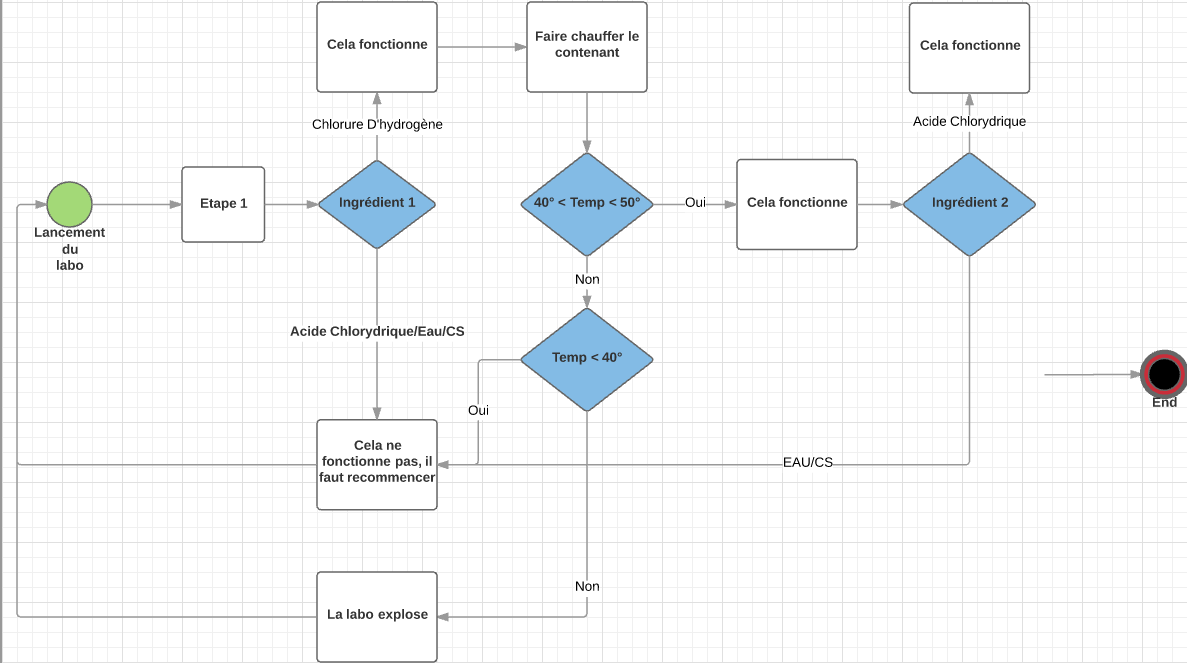 Cela fonctionne
Faire chauffer le
contenant
Cela fonctionne
Chlorure D'hydrogène
Acide Chlorydrique
Lancement
du
labo
Etape 1
Ingrédient 1
40° < Temp < 50°
Oui
Cela fonctionne
Ingrédient 2
Non
Acide Chlorydrique/Eau/CS
Temp < 40°
Oui
End
Cela ne
fonctionne pas, il
faut recommencer
EAU/CS
Non
La labo explose